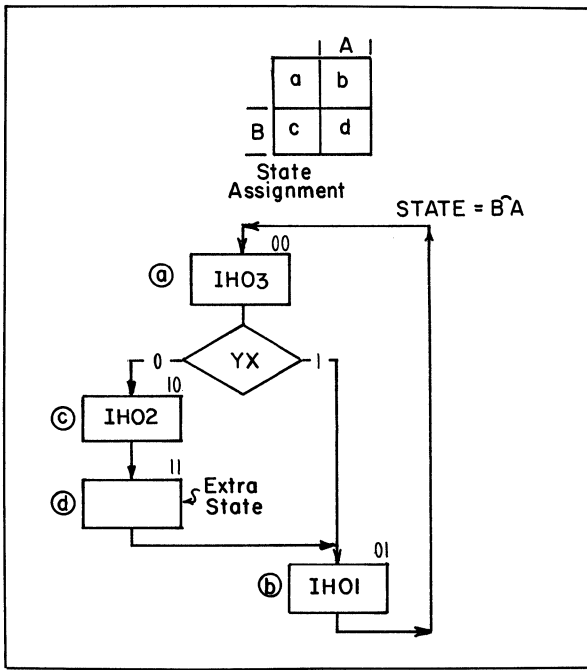 A
a b
B c d
State
Assignment
STATE = B⌢A
00
ⓐ IHO3
YX
0 1
10
ⓒ IHO2
11
ⓓ Extra
State
01
ⓑ IHO1